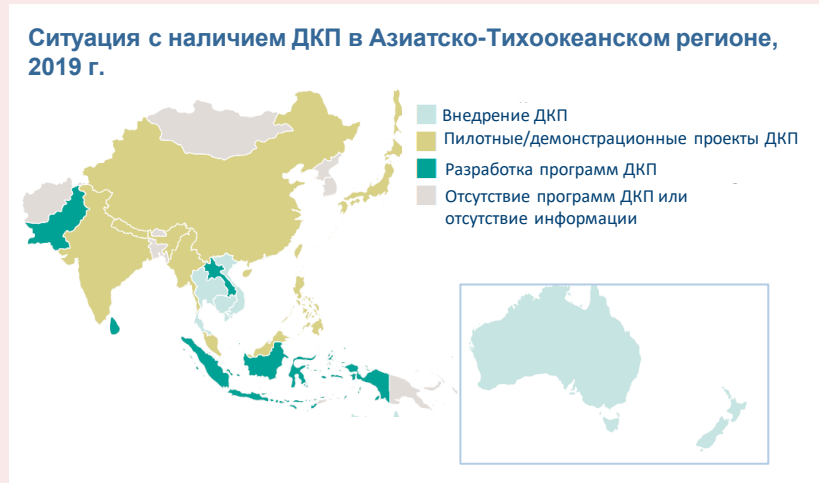 Ситуация с наличием ДКП в Азиатско-Тихоокеанском регионе,
2019 г.
Внедрение ДКП
Пилотные/демонстрационные проекты ДКП
Разработка программ ДКП
Отсутствие программ ДКП или
отсутствие информации